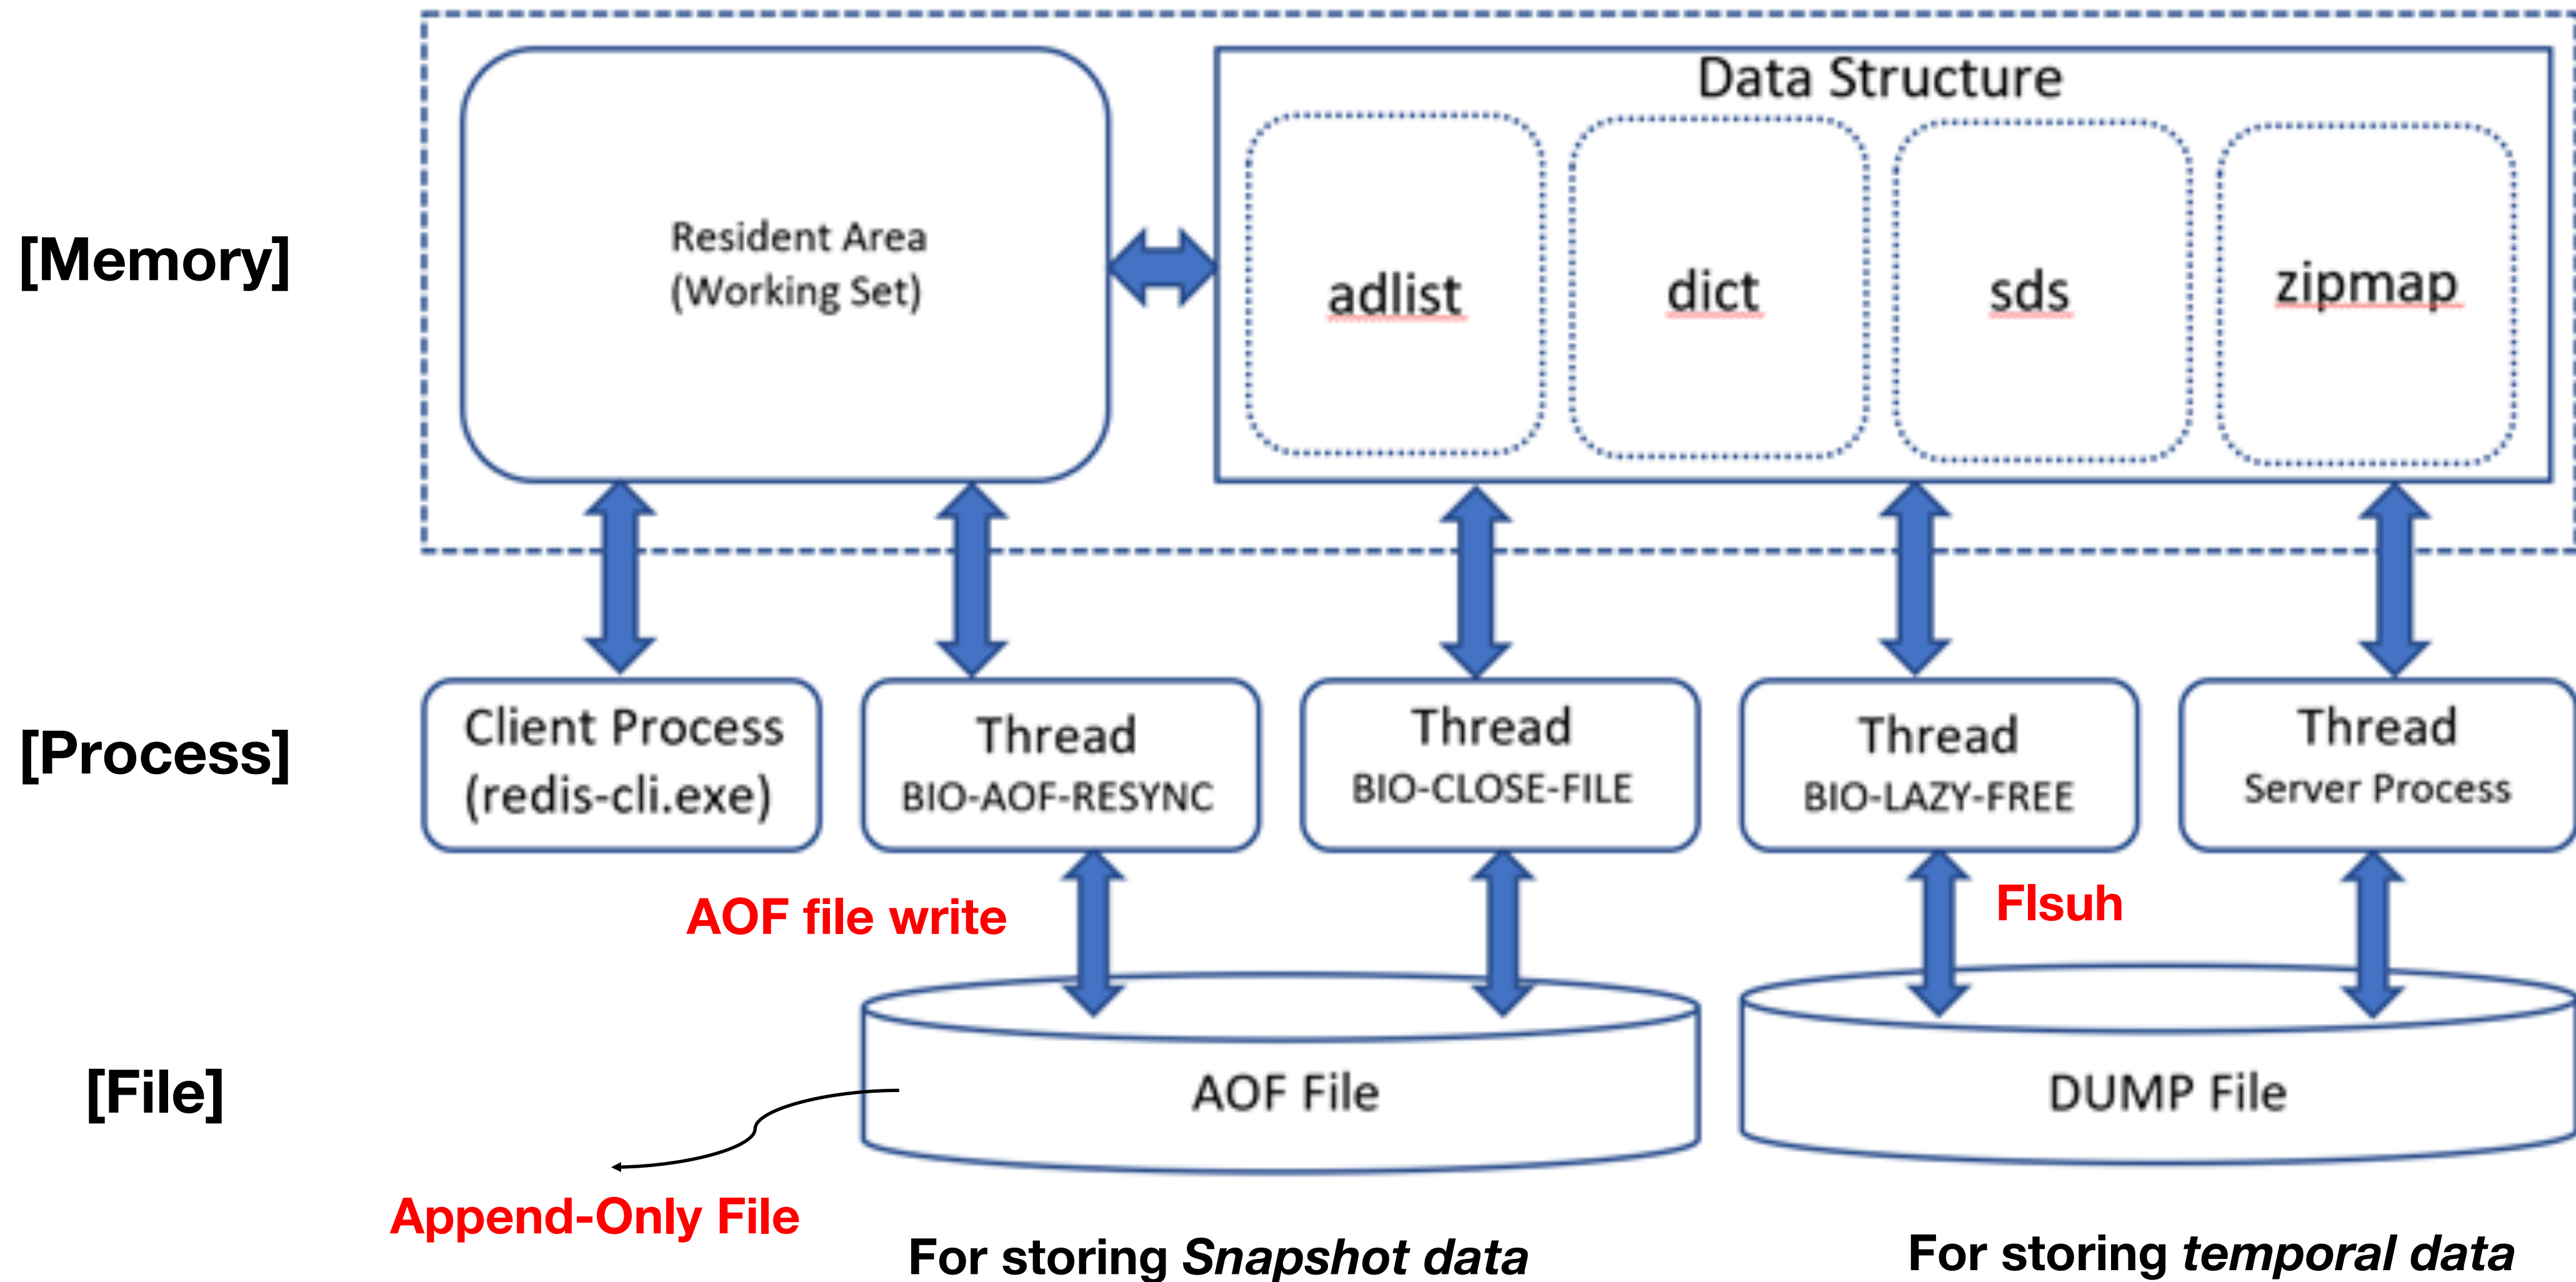 Data Structure
[Memory]
Resident Area
(Working Set)
adlist
dict
sds
zipmap
[Process]
Client Process
(redis-cli.exe)
Thread
BIO-AOF-RESYNC
Thread
BIO-CLOSE-FILE
Thread
BIO-LAZY-FREE
Thread
Server Process
AOF file write
Flsuh
[File]
AOF File
DUMP File
Append-Only File
For storing Snapshot data
For storing temporal data